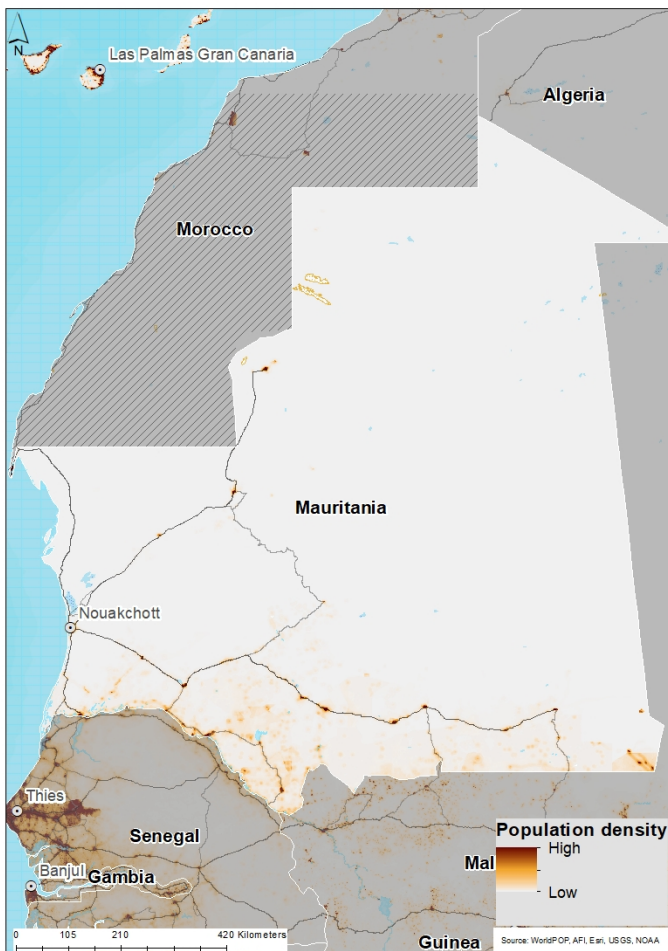 N
Las Palmas Gran Canaria
Algeria
Morocco
Mauritania
Nouakchott
Thies
Senegal
Banjul
Gambia
Mal
Guinea
Population density
High
Low
0 105 210 420 Kilometers
Source: WorldPOP, AFI, Esri, USGS, NOAA